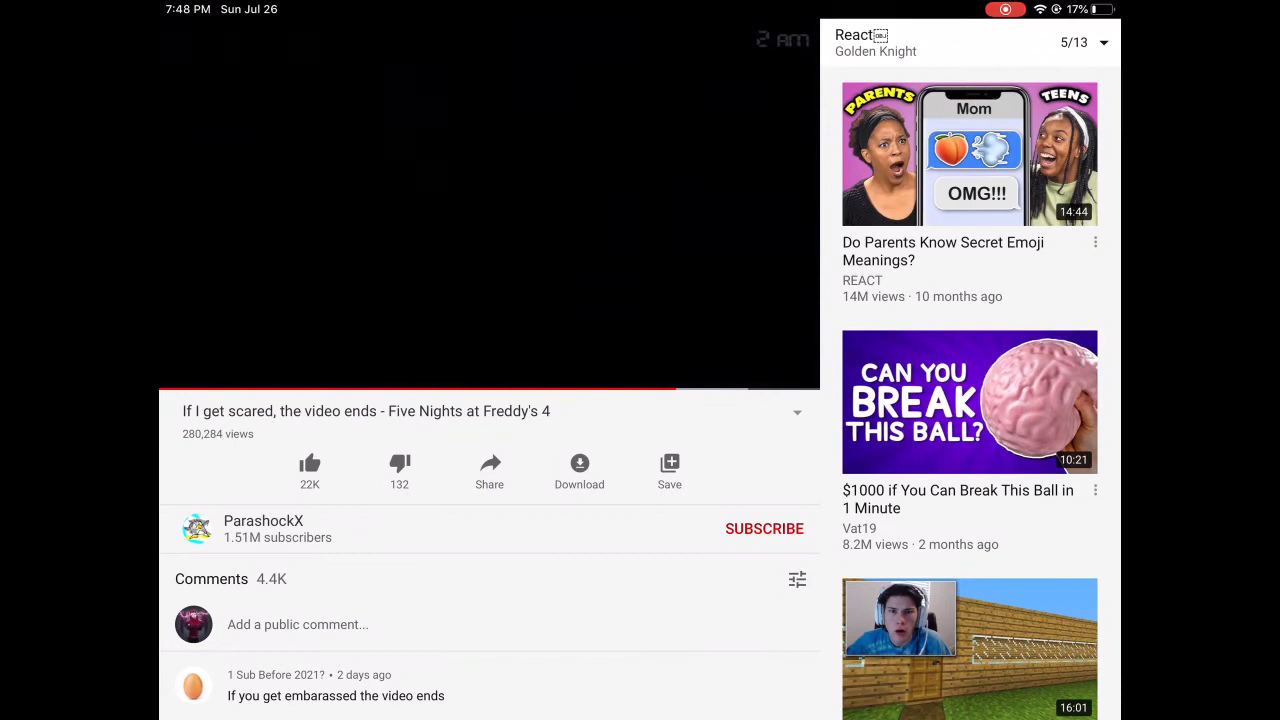 7:48 PM Sun Jul 26
17%
2 AM
React
Golden Knight
5/13
PARENTS
TEENS
Mom
OMG!!!
14:44
Do Parents Know Secret Emoji
Meanings?
REACT
14M views · 10 months ago
CAN YOU
BREAK
THIS BALL?
10:21
$1000 if You Can Break This Ball in
1 Minute
Vat19
8.2M views · 2 months ago
16:01
If I get scared, the video ends - Five Nights at Freddy's 4
280,284 views
22K
132
Share
Download
Save
ParashockX
1.51M subscribers
SUBSCRIBE
Comments 4.4K
Add a public comment...
1 Sub Before 2021? • 2 days ago
If you get embarassed the video ends